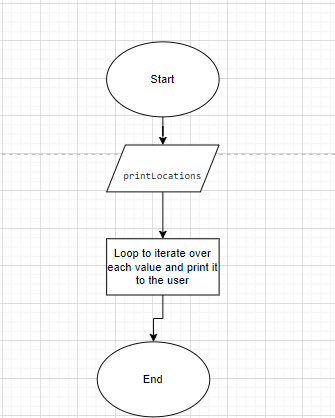 Start
printLocations
Loop to iterate over
each value and print it
to the user
End